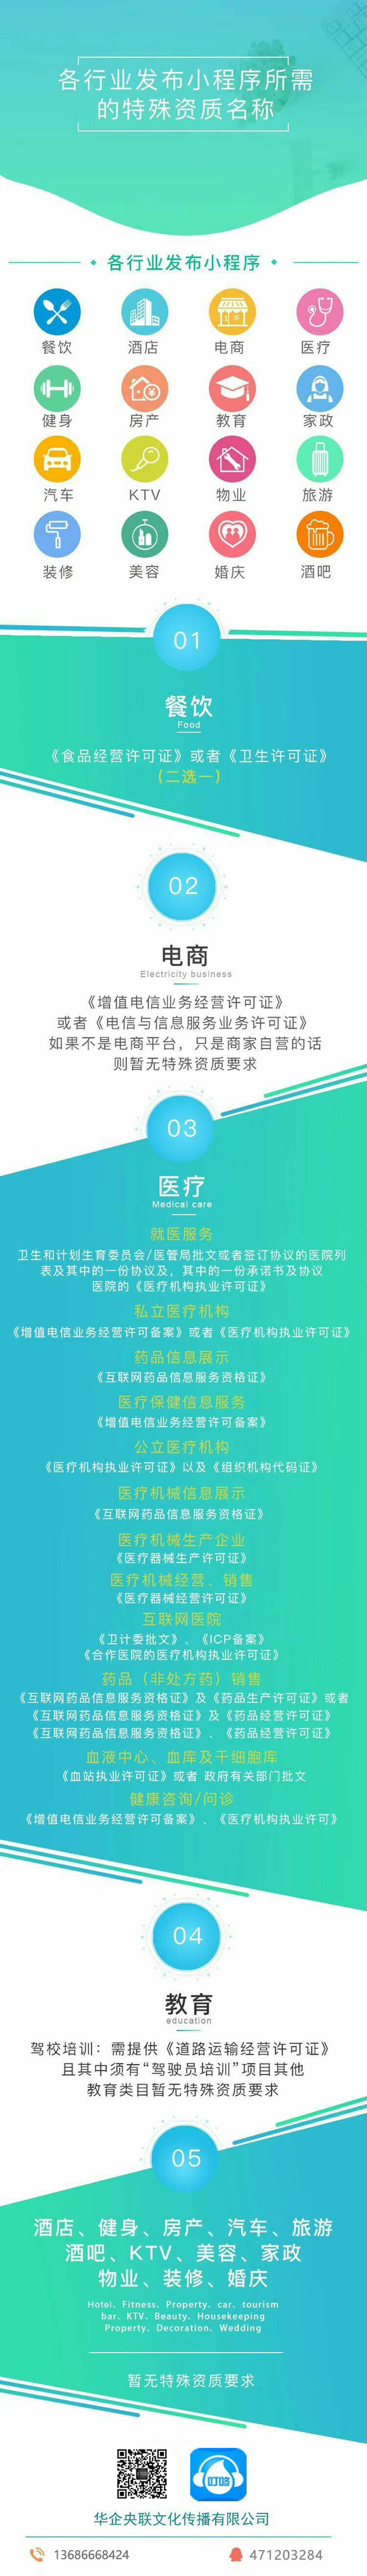 各行业发布小程序所需
的特殊资质名称
各行业发布小程序
餐饮
酒店
电商
医疗
健身
房产
教育
家政
汽车
KTV
物业
旅游
装修
美容
婚庆
酒吧
01
餐饮
Food
《食品经营许可证》或者《卫生许可证》
(二选一)
02
电商
Electricity business
《增值电信业务经营许可证》
或者《电信与信息服务业务许可证》
如果不是电商平台，只是商家自营的话
则暂无特殊资质要求
03
医疗
Medical care
就医服务
卫生和计划生育委员会/医管局批文或者签订协议的医院列
表及其中的一份协议及，其中的一份承诺书及协议
医院的《医疗机构执业许可证》
私立医疗机构
《增值电信业务经营许可备案》或者《医疗机构执业许可证》
药品信息展示
《互联网药品信息服务资格证》
医疗保健信息服务
《增值电信业务经营许可备案》
公立医疗机构
《医疗机构执业许可证》以及《组织机构代码证》
医疗机械信息展示
《互联网药品信息服务资格证》
医疗机械生产企业
《医疗器械生产许可证》
医疗机械经营、销售
《医疗器械经营许可证》
互联网医院
《卫计委批文》、《ICP备案》
《合作医院的医疗机构执业许可证》
药品（非处方药）销售
《互联网药品信息服务资格证》及《药品生产许可证》或者
《互联网药品信息服务资格证》及《药品经营许可证》
《互联网药品信息服务资格证》、《药品经营许可证》
血液中心、血库及干细胞库
《血站执业许可证》或者 政府有关部门批文
健康咨询/问诊
《增值电信业务经营许可备案》、《医疗机构执业许可》
04
教育
education
驾校培训：需提供《道路运输经营许可证》
且其中须有“驾驶员培训”项目其他
教育类目暂无特殊资质要求
05
酒店、健身、房产、汽车、旅游
酒吧、KTV、美容、家政
物业、装修、婚庆
Hotel、Fitness、Property、car、tourism
bar、KTV、Beauty、Housekeeping
Property、Decoration、Wedding
暂无特殊资质要求
叮咚
华企央联文化传播有限公司
13686668424
471203284